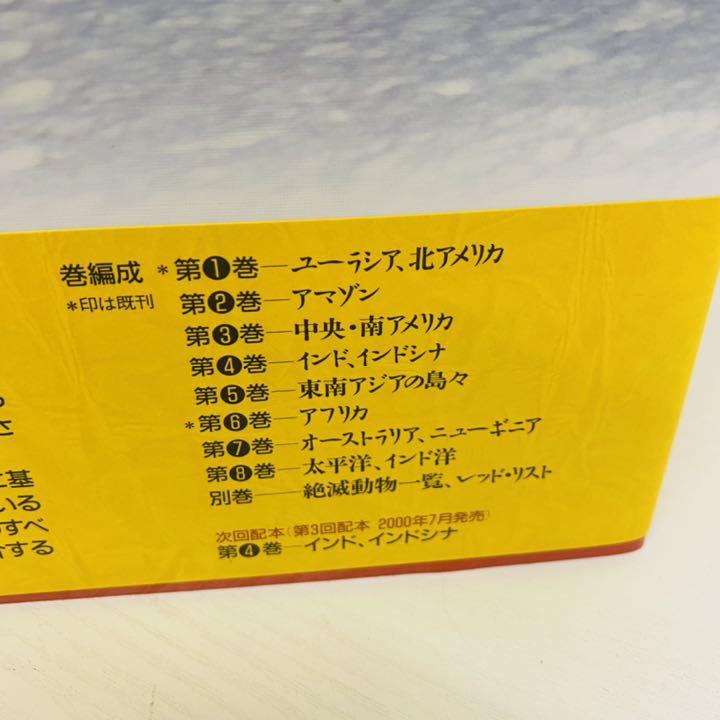 巻編成 *第❶巻―ユーラシア、北アメリカ
*印は既刊 第❷巻―アマゾン
第❸巻―中央・南アメリカ
第❹巻―インド、インドシナ
第❺巻―東南アジアの島々
*第❻巻―アフリカ
第❼巻―オーストラリア、ニューギニア
第❽巻―太平洋、インド洋
別巻―絶滅動物一覧、レッド・リスト
次回配本(第3回配本 2000年7月発売)
第❹巻―インド、インドシナ
さ
基
いる
すべ
する